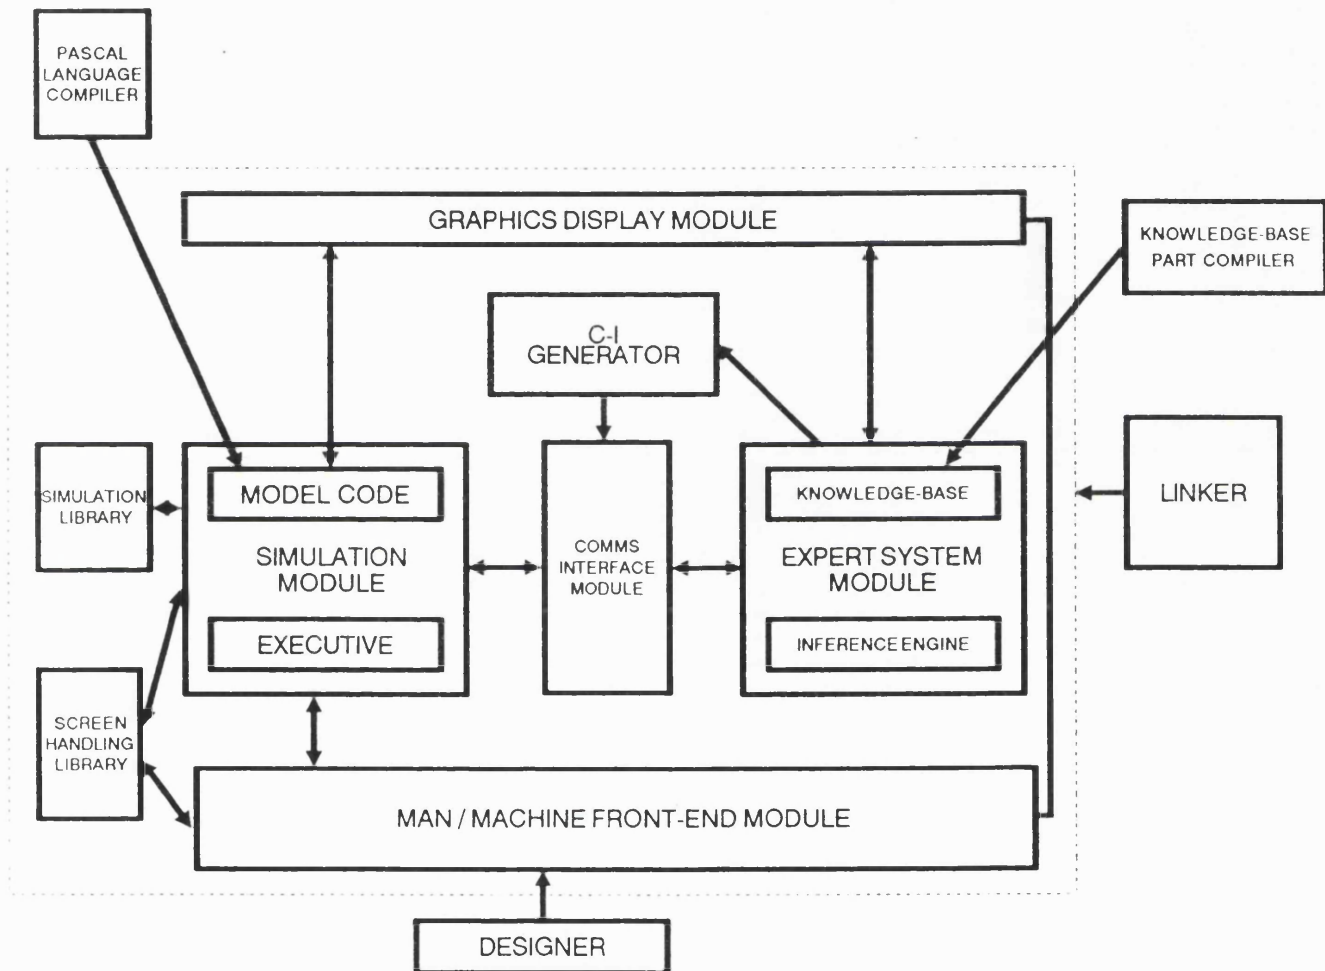 PASCAL
LANGUAGE
COMPILER
GRAPHICS DISPLAY MODULE
KNOWLEDGE-BASE
PART COMPILER
C-I
GENERATOR
SIMULATION
LIBRARY
MODEL CODE
SIMULATION
MODULE
EXECUTIVE
COMMS
INTERFACE
MODULE
KNOWLEDGE-BASE
EXPERT SYSTEM
MODULE
INFERENCE ENGINE
LINKER
SCREEN
HANDLING
LIBRARY
MAN / MACHINE FRONT-END MODULE
DESIGNER